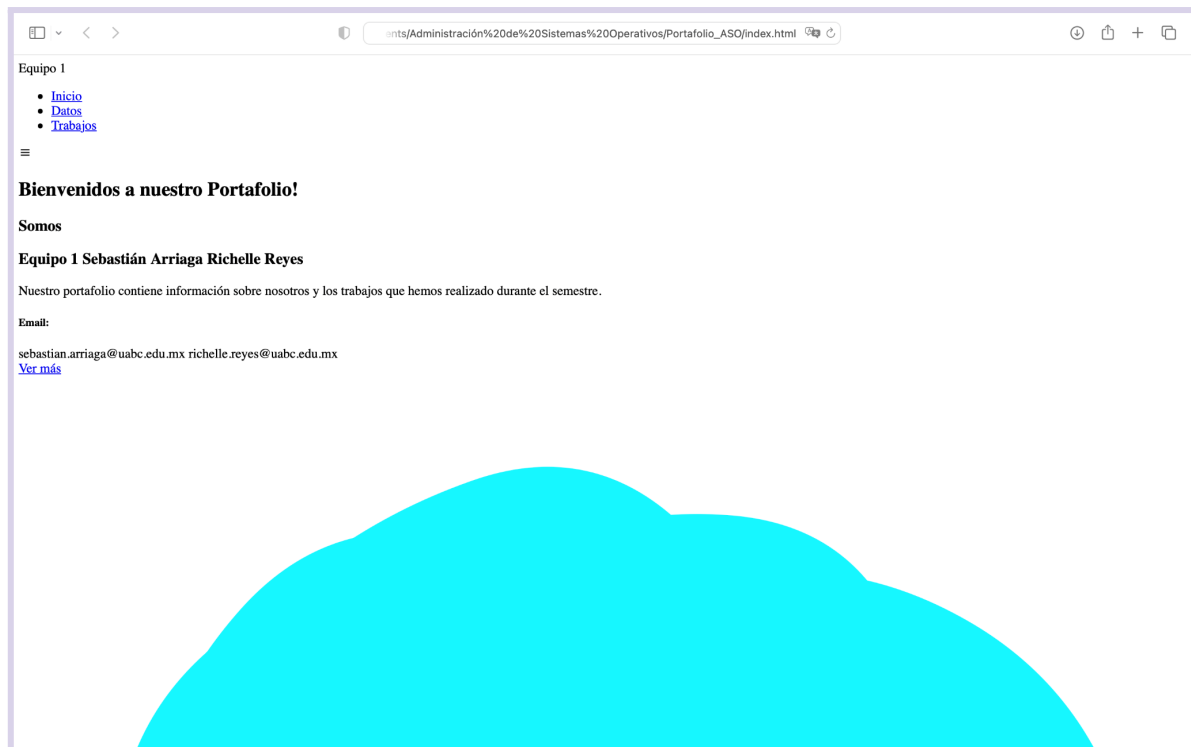 ents/Administración%20de%20Sistemas%20Operativos/Portafolio_ASO/index.html
Equipo 1
Inicio
Datos
Trabajos
Bienvenidos a nuestro Portafolio!
Somos
Equipo 1 Sebastián Arriaga Richelle Reyes
Nuestro portafolio contiene información sobre nosotros y los trabajos que hemos realizado durante el semestre.
Email:
sebastian.arriaga@uabc.edu.mx richelle.reyes@uabc.edu.mx
Ver más